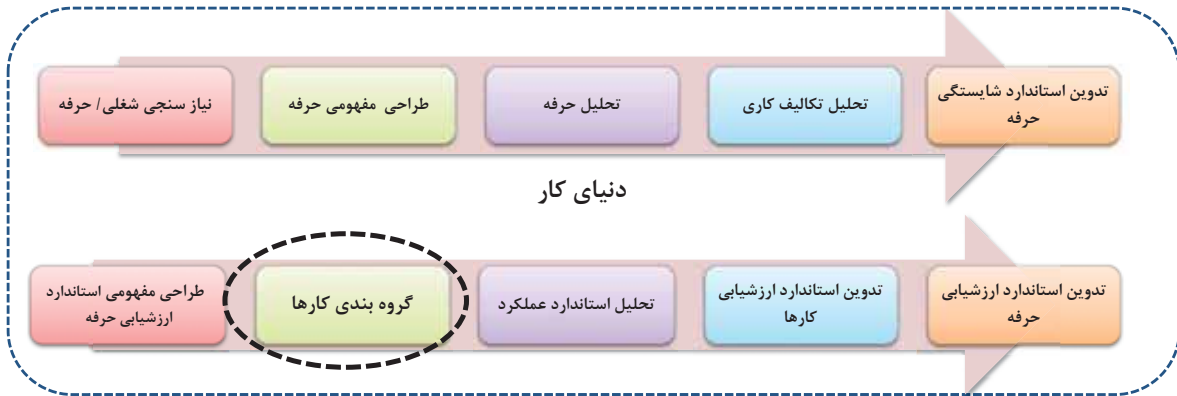 نیاز سنجی شغلی/ حرفه
طراحی مفهومی حرفه
تحلیل حرفه
تحلیل تکالیف کاری
تدوین استاندارد شایستگی
حرفه
دنیای کار
طراحی مفهومی استاندارد
ارزشیابی حرفه
گروه بندی کارها
تحلیل استاندارد عملکرد
تدوین استاندارد ارزشیابی
کارها
تدوین استاندارد ارزشیابی
حرفه